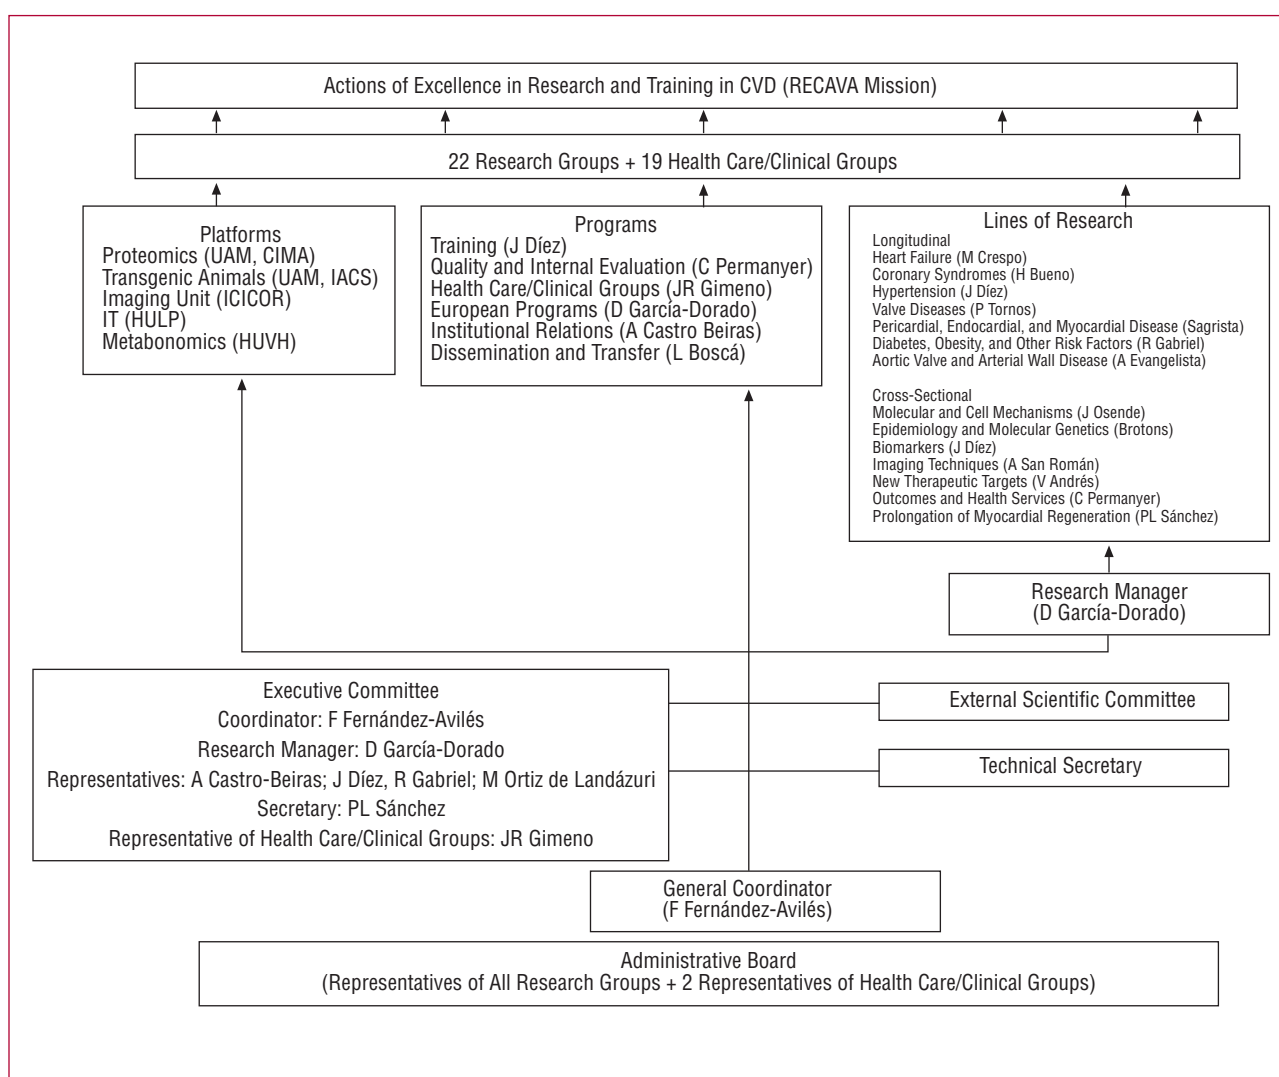 Actions of Excellence in Research and Training in CVD (RECAVA Mission)
22 Research Groups + 19 Health Care/Clinical Groups
Platforms
Proteomics (UAM, CIMA)
Transgenic Animals (UAM, IACS)
Imaging Unit (ICICOR)
IT (HULP)
Metabonomics (HUVH)
Programs
Training (J Díez)
Quality and Internal Evaluation (C Permanyer)
Health Care/Clinical Groups (JR Gimeno)
European Programs (D García-Dorado)
Institutional Relations (A Castro Beiras)
Dissemination and Transfer (L Boscá)
Lines of Research
Longitudinal
Heart Failure (M Crespo)
Coronary Syndromes (H Bueno)
Hypertension (J Díez)
Valve Diseases (P Tornos)
Pericardial, Endocardial, and Myocardial Disease (Sagrista)
Diabetes, Obesity, and Other Risk Factors (R Gabriel)
Aortic Valve and Arterial Wall Disease (A Evangelista)
Cross-Sectional
Molecular and Cell Mechanisms (J Osende)
Epidemiology and Molecular Genetics (Brotons)
Biomarkers (J Díez)
Imaging Techniques (A San Román)
New Therapeutic Targets (V Andrés)
Outcomes and Health Services (C Permanyer)
Prolongation of Myocardial Regeneration (PL Sánchez)
Research Manager
(D García-Dorado)
Executive Committee
Coordinator: F Fernández-Avilés
Research Manager: D García-Dorado
Representatives: A Castro-Beiras; J Díez, R Gabriel; M Ortiz de Landázuri
Secretary: PL Sánchez
Representative of Health Care/Clinical Groups: JR Gimeno
External Scientific Committee
Technical Secretary
General Coordinator
(F Fernández-Avilés)
Administrative Board
(Representatives of All Research Groups + 2 Representatives of Health Care/Clinical Groups)